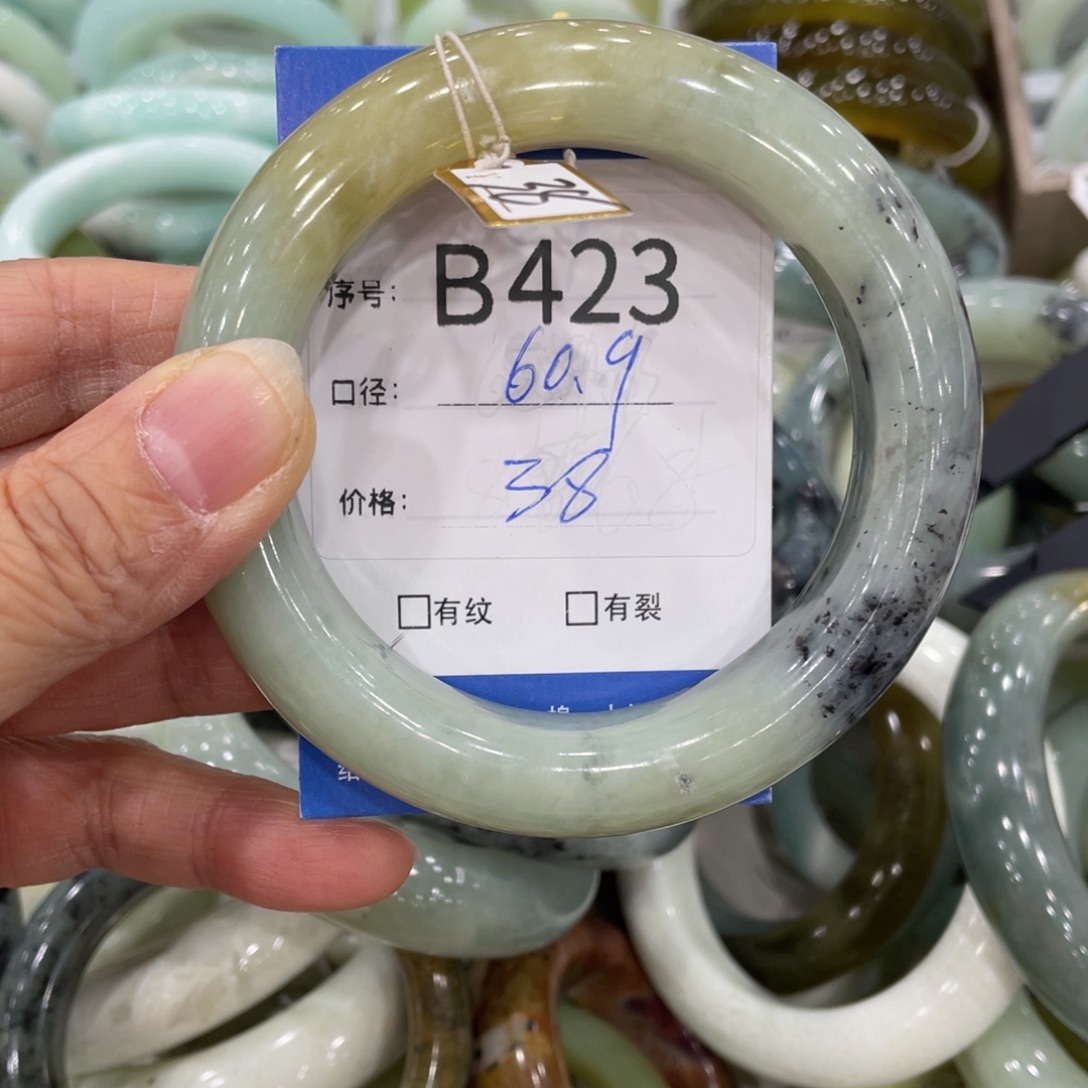 序号: B423
口径: 60.9
价格: 38
□有纹 □有裂